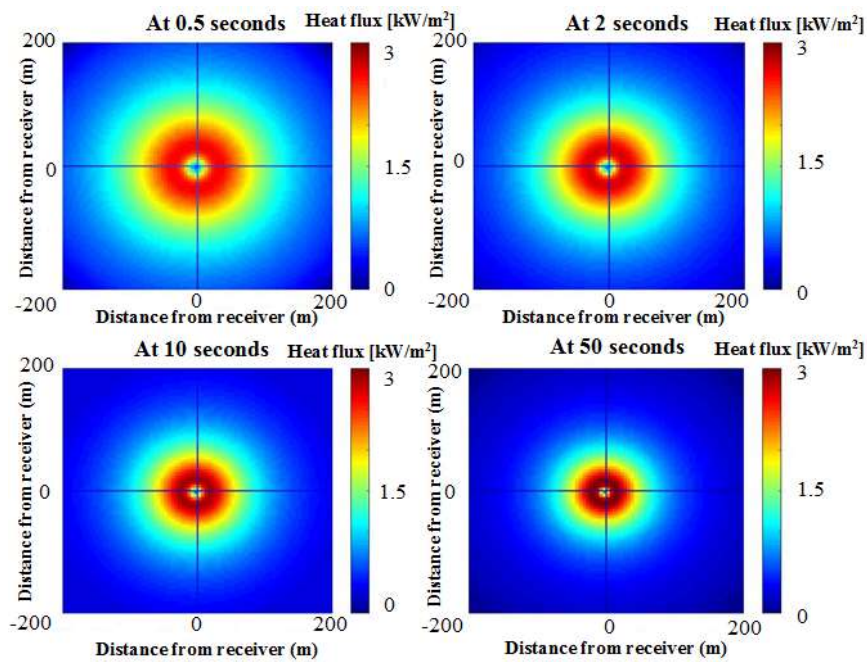 At 0.5 seconds Heat flux [kW/m²]
200
3
0
1.5
0
-200
0
200
Distance from receiver (m)
Distance from receiver (m)
At 2 seconds Heat flux [kW/m²]
200
3
0
1.5
0
-200
0
200
Distance from receiver (m)
Distance from receiver (m)
At 10 seconds Heat flux [kW/m²]
200
3
0
1.5
0
-200
0
200
Distance from receiver (m)
Distance from receiver (m)
At 50 seconds Heat flux [kW/m²]
200
3
0
1.5
0
-200
0
200
Distance from receiver (m)
Distance from receiver (m)